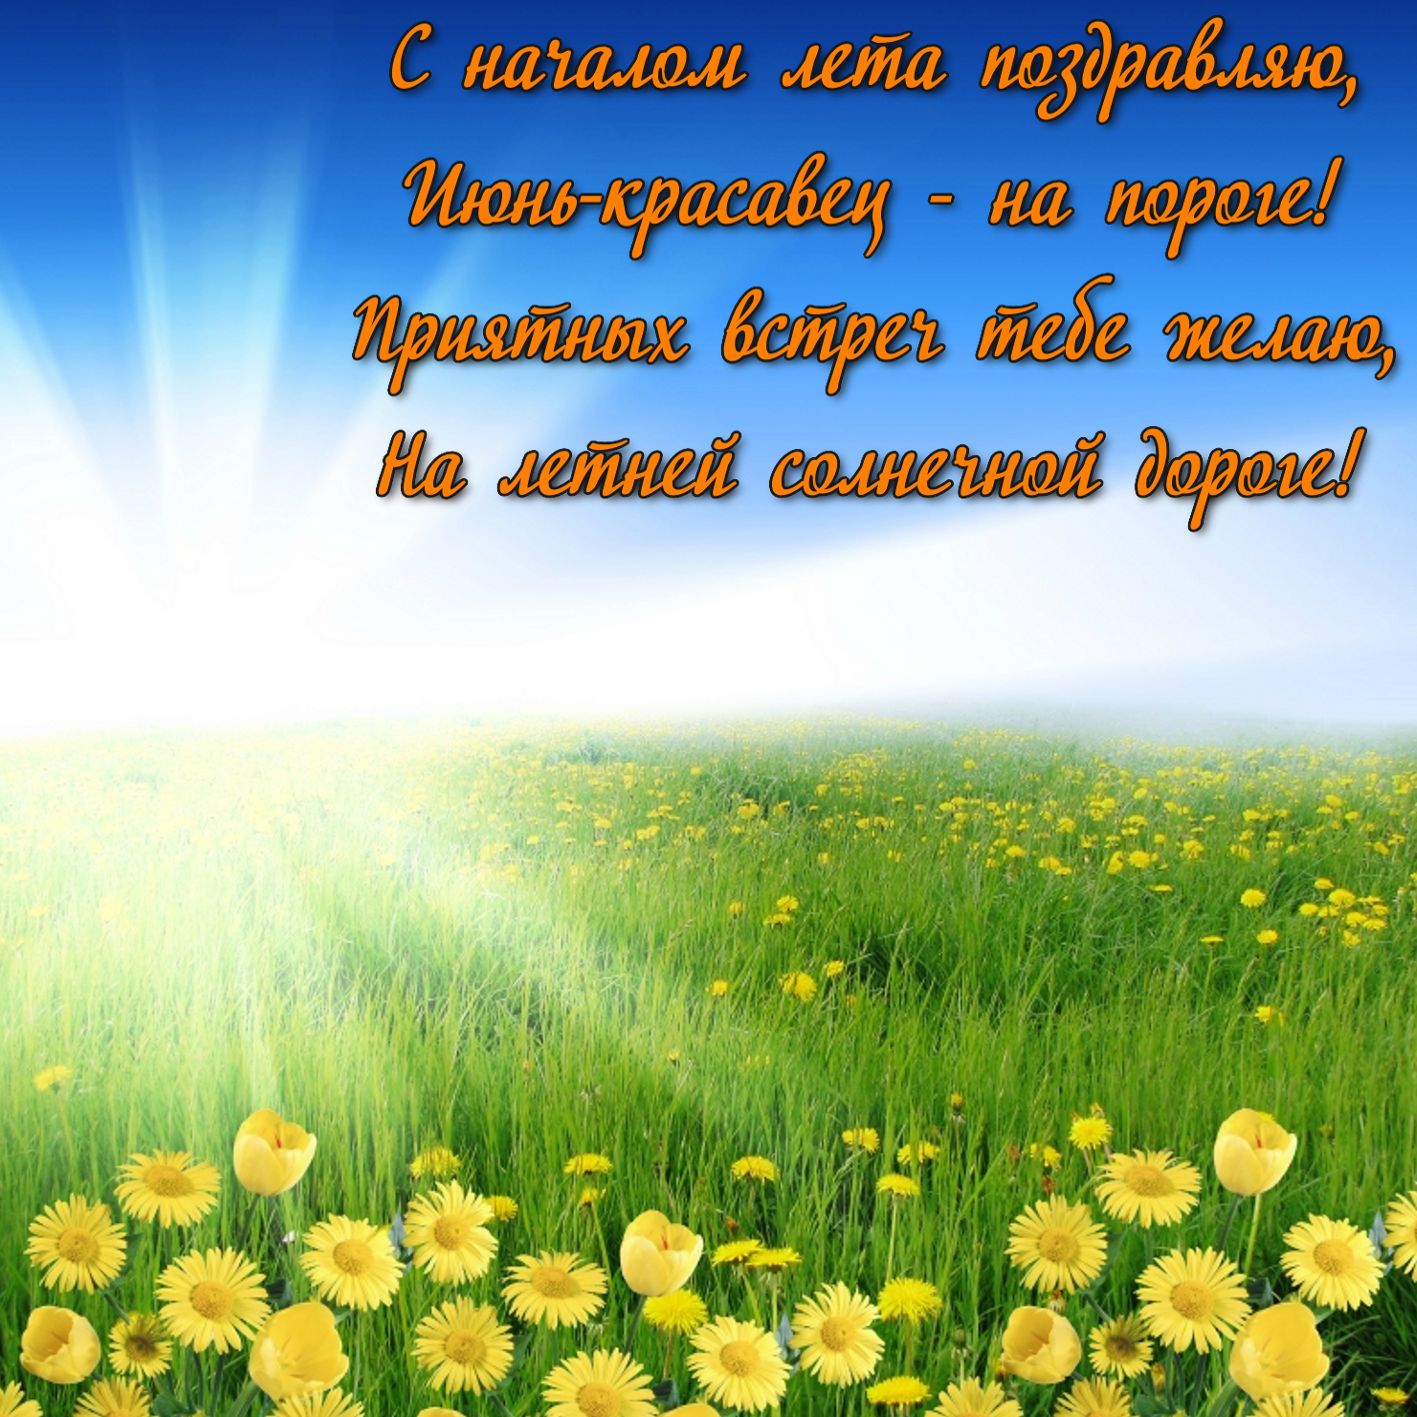 С началом лета поздравляю,
Июнь-красавец - на пороге!
Приятных встреч тебе желаю,
На летней солнечной дороге!